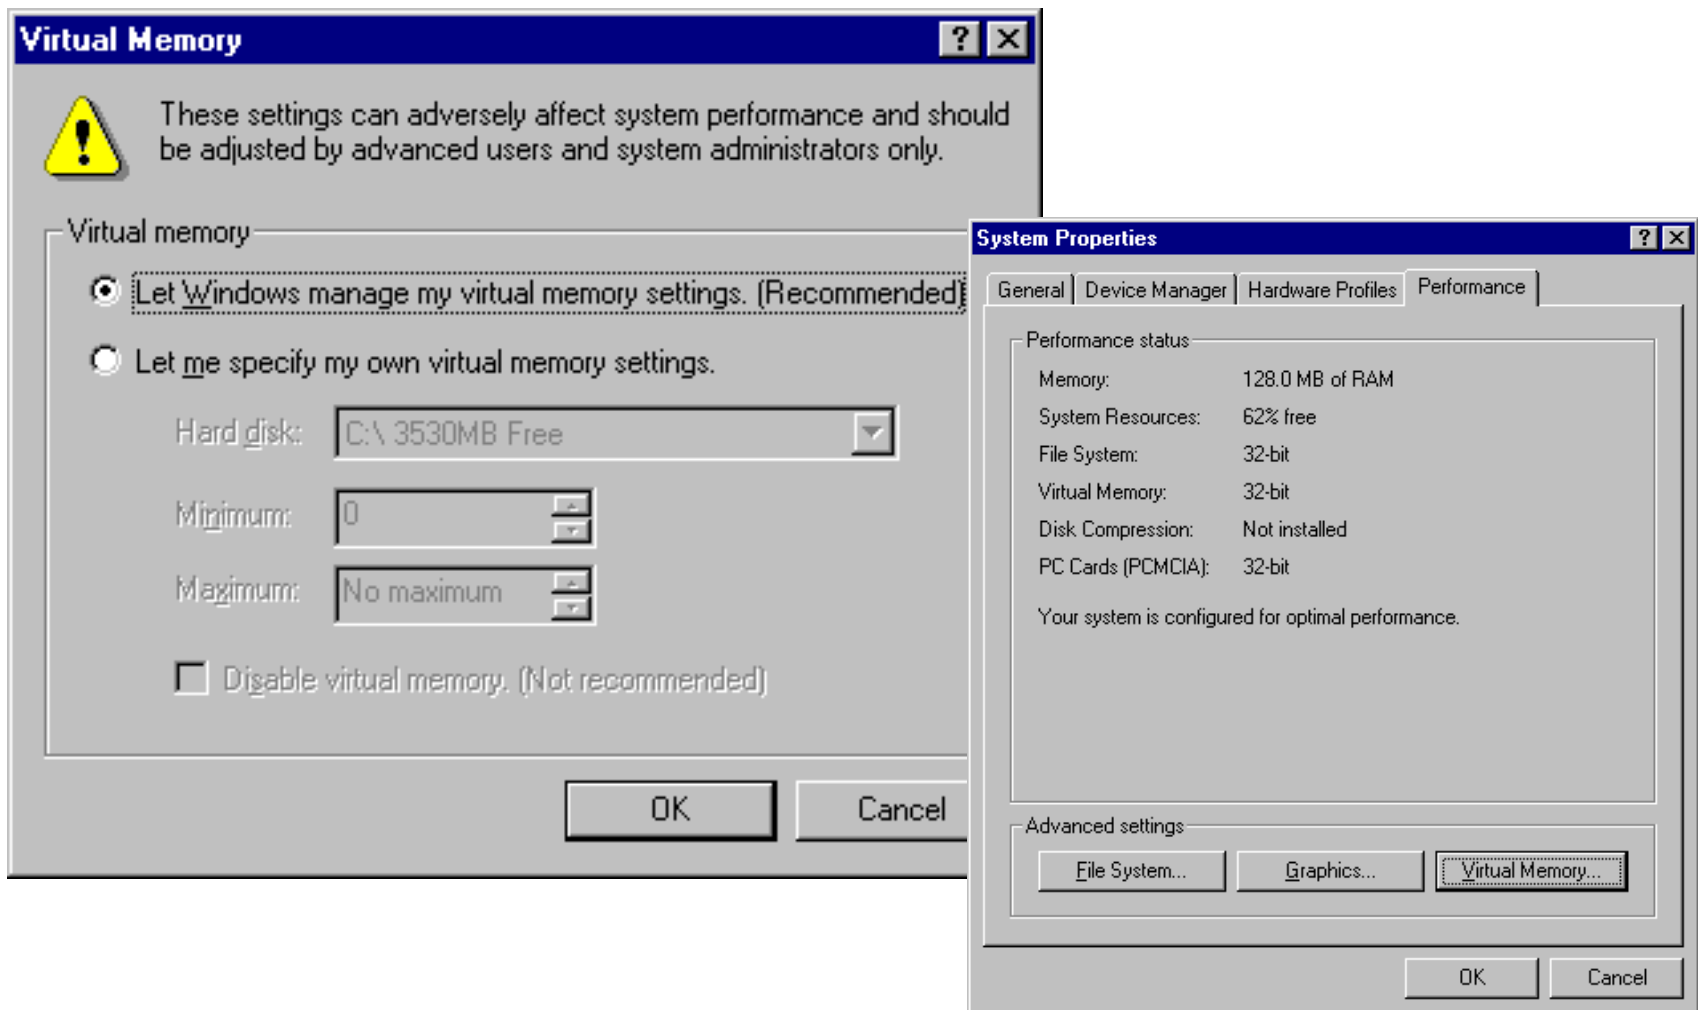 Virtual Memory
These settings can adversely affect system performance and should
be adjusted by advanced users and system administrators only.
Virtual memory
Let Windows manage my virtual memory settings. (Recommended)
Let me specify my own virtual memory settings.
Hard disk: C:\ 3530MB Free
Minimum: 0
Maximum: No maximum
Disable virtual memory. (Not recommended)
OK Cancel
System Properties
General Device Manager Hardware Profiles Performance
Performance status
Memory: 128.0 MB of RAM
System Resources: 62% free
File System: 32-bit
Virtual Memory: 32-bit
Disk Compression: Not installed
PC Cards (PCMCIA): 32-bit
Your system is configured for optimal performance.
Advanced settings
File System... Graphics... Virtual Memory...
OK Cancel